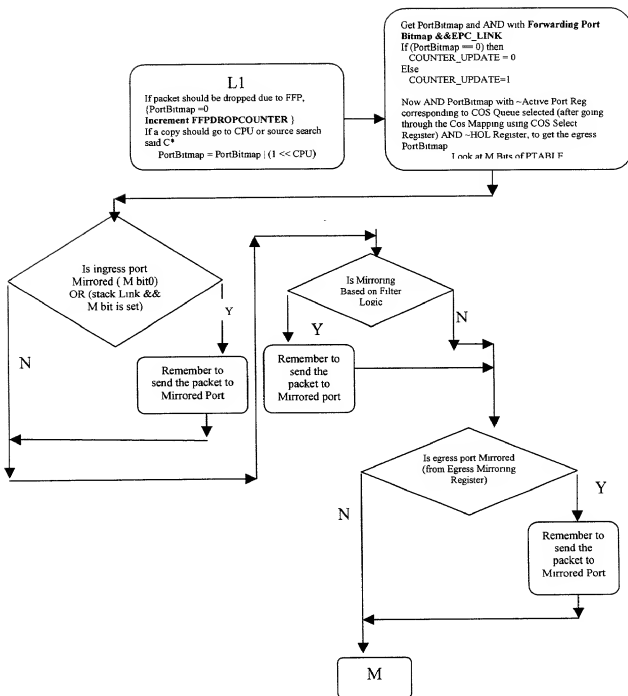 Get PortBitmap and AND with Forwarding Port
Bitmap &&EPC_LINK
If (PortBitmap == 0) then
COUNTER_UPDATE = 0
Else
COUNTER_UPDATE=1
Now AND PortBitmap with ~Active Port Reg
corresponding to COS Queue selected (after going
through the Cos Mapping using COS Select
Register) AND ~HOL Register, to get the egress
PortBitmap
Look at M Bits of PTABLE
L1
If packet should be dropped due to FFP,
{PortBitmap =0
Increment FFPDROPCOUNTER }
If a copy should go to CPU or source search
said C*
PortBitmap = PortBitmap | (1 << CPU)
Is ingress port
Mirrored ( M bit0)
OR (stack Link &&
M bit is set)
Y
N
Remember to
send the packet to
Mirrored Port
Is Mirroring
Based on Filter
Logic
Y
N
Remember to
send the
packet to
Mirrored port
Is egress port Mirrored
(from Egress Mirroring
Register)
Y
N
Remember to
send the
packet to
Mirrored Port
M